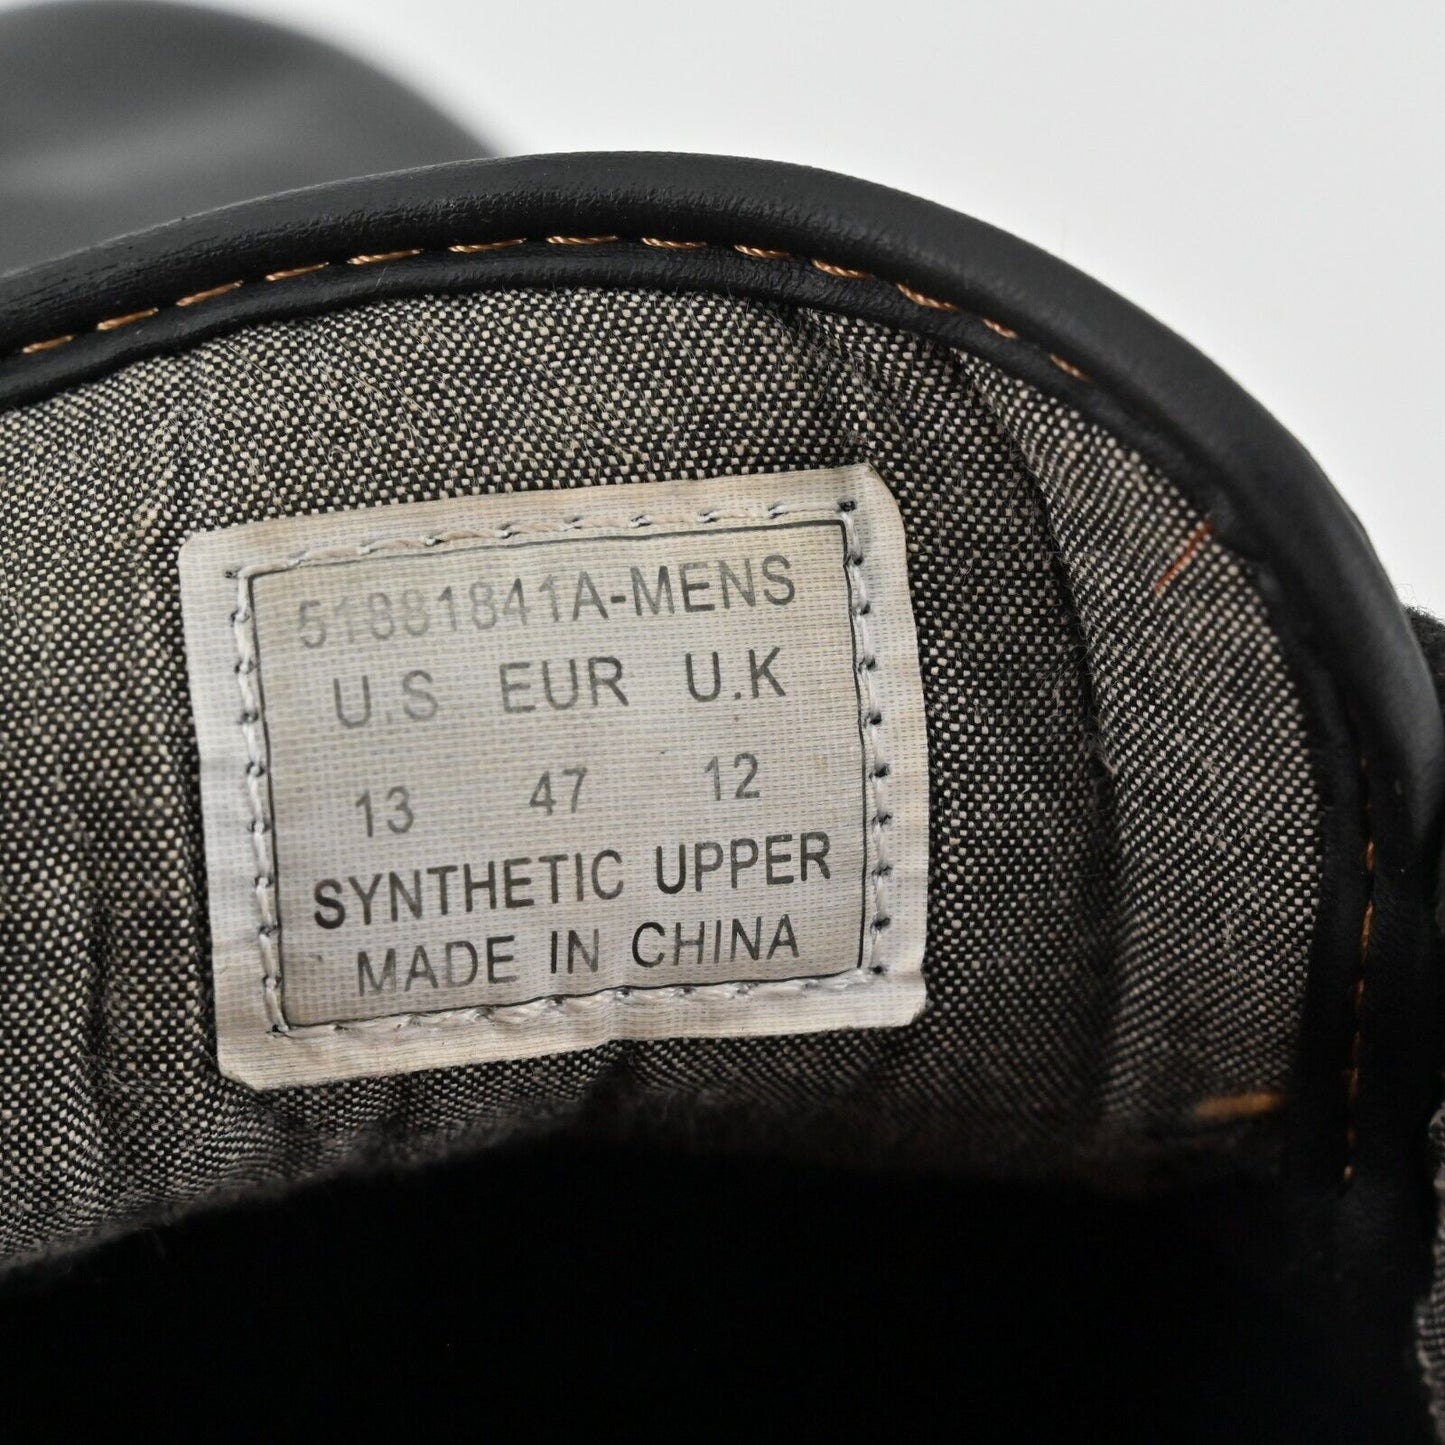 51881841A-MENS
U.S EUR U.K
13 47 12
SYNTHETIC UPPER
MADE IN CHINA